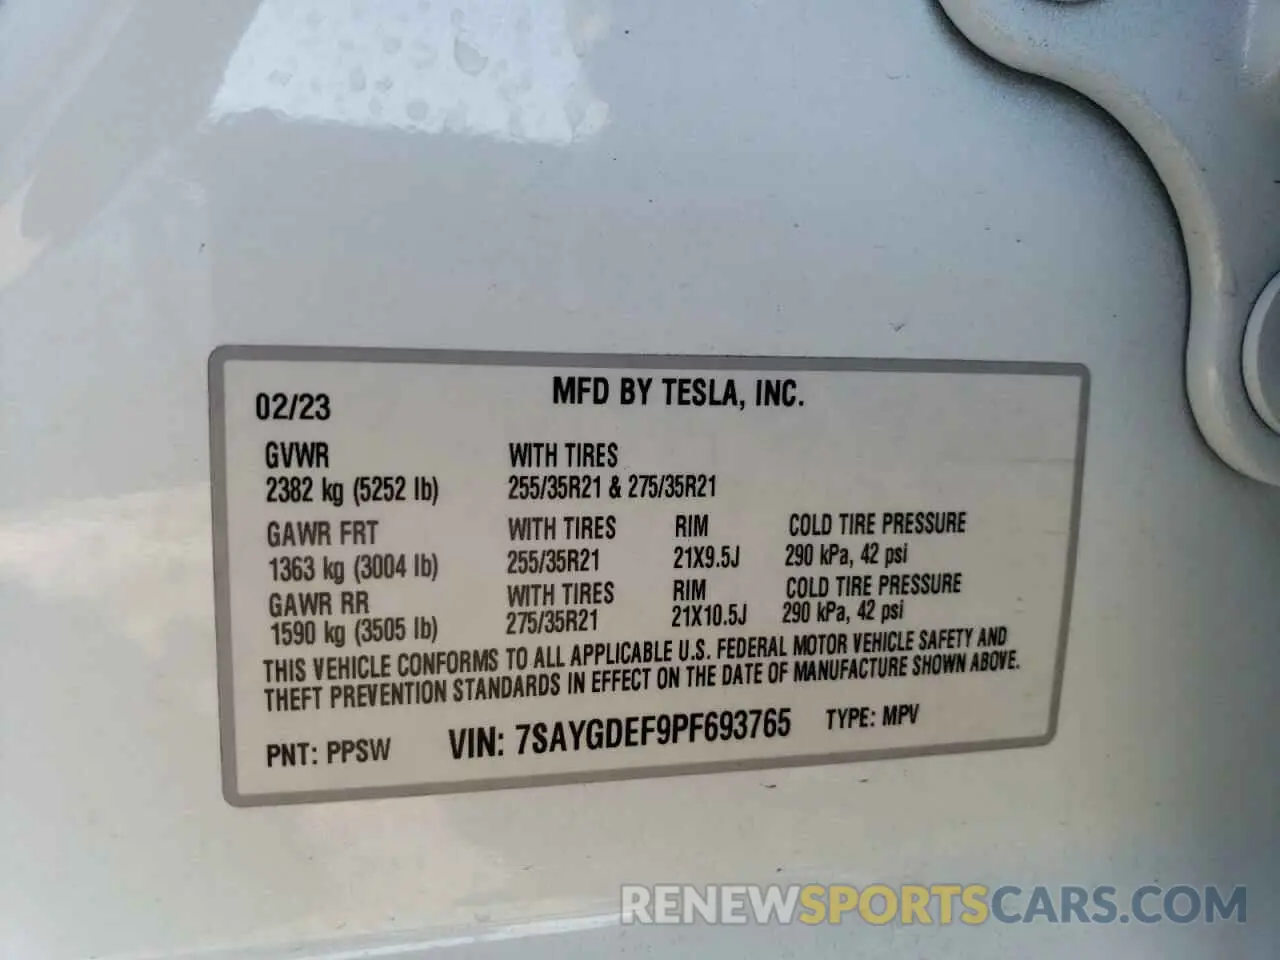 MFD BY TESLA, INC.
02/23
GVWR WITH TIRES
2382 kg (5252 lb) 255/35R21 & 275/35R21
GAWR FRT WITH TIRES RIM COLD TIRE PRESSURE
1363 kg (3004 lb) 255/35R21 21X9.5J 290 kPa, 42 psi
GAWR RR WITH TIRES RIM COLD TIRE PRESSURE
1590 kg (3505 lb) 275/35R21 21X10.5J 290 kPa, 42 psi
THIS VEHICLE CONFORMS TO ALL APPLICABLE U.S. FEDERAL MOTOR VEHICLE SAFETY AND
THEFT PREVENTION STANDARDS IN EFFECT ON THE DATE OF MANUFACTURE SHOWN ABOVE.
PNT: PPSW VIN: 7SAYGDEF9PF693765 TYPE: MPV
RENEWSPORTSCARS.COM